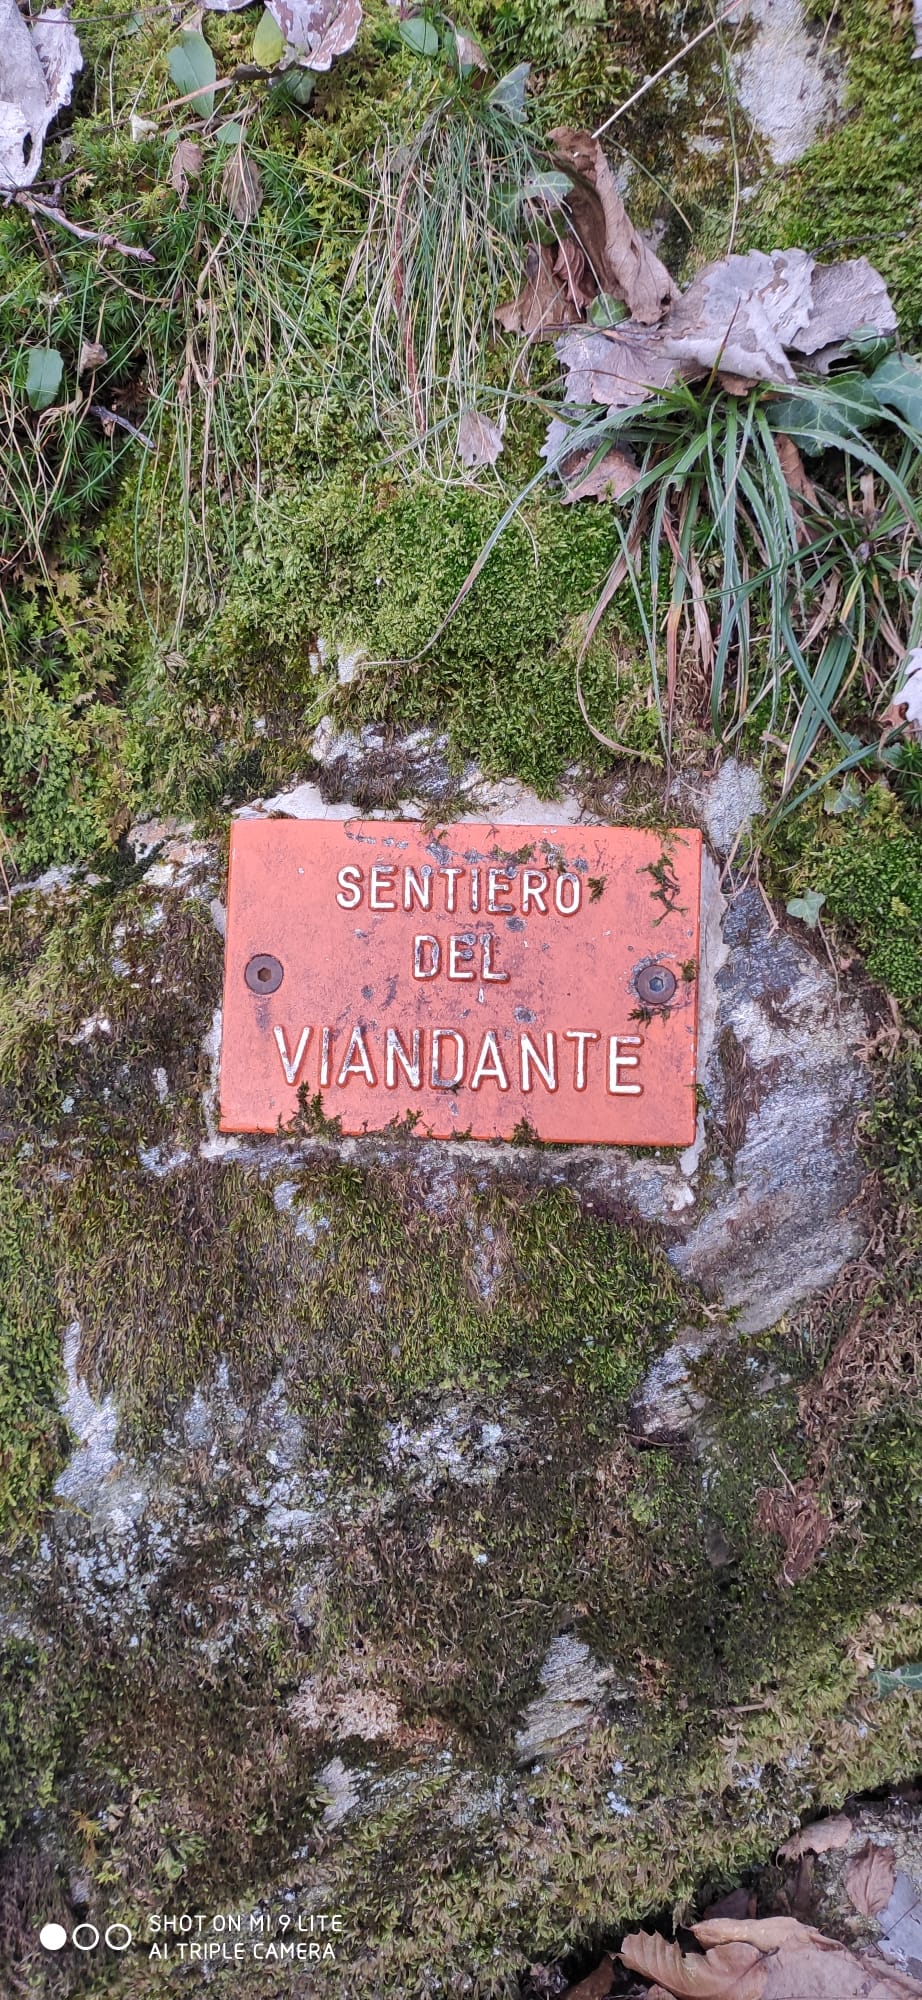 SENTIERO
DEL
VIANDANTE
SHOT ON MI 9 LITE
AI TRIPLE CAMERA